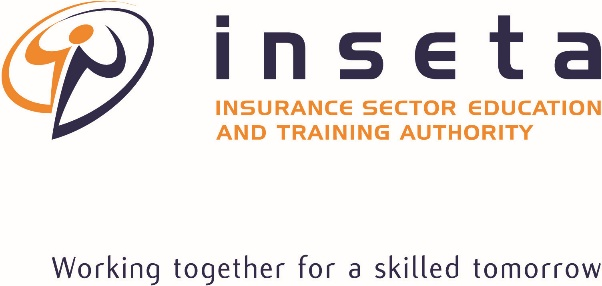 inseta
INSURANCE SECTOR EDUCATION
AND TRAINING AUTHORITY
Working together for a skilled tomorrow